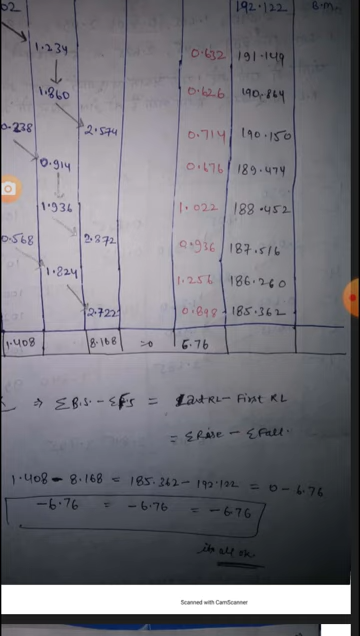 02 192.122 B.M.
1.234 0.632 191.149
1.860 0.626 190.864
0.238 2.574 0.714 190.150
0.914 0.676 189.474
1.936 1.022 188.452
0.568 2.872 0.936 187.516
1.824 1.256 186.260
2.722 0.898 185.362
1.408 8.168 =0 6.76
⇒ ΣB.S. - ΣF.S = Last RL - First RL
= ΣRise - ΣFall.
1.408 - 8.168 = 185.362 - 192.122 = 0 - 6.76
-6.76 = -6.76 = -6.76
is all ok.
Scanned with CamScanner